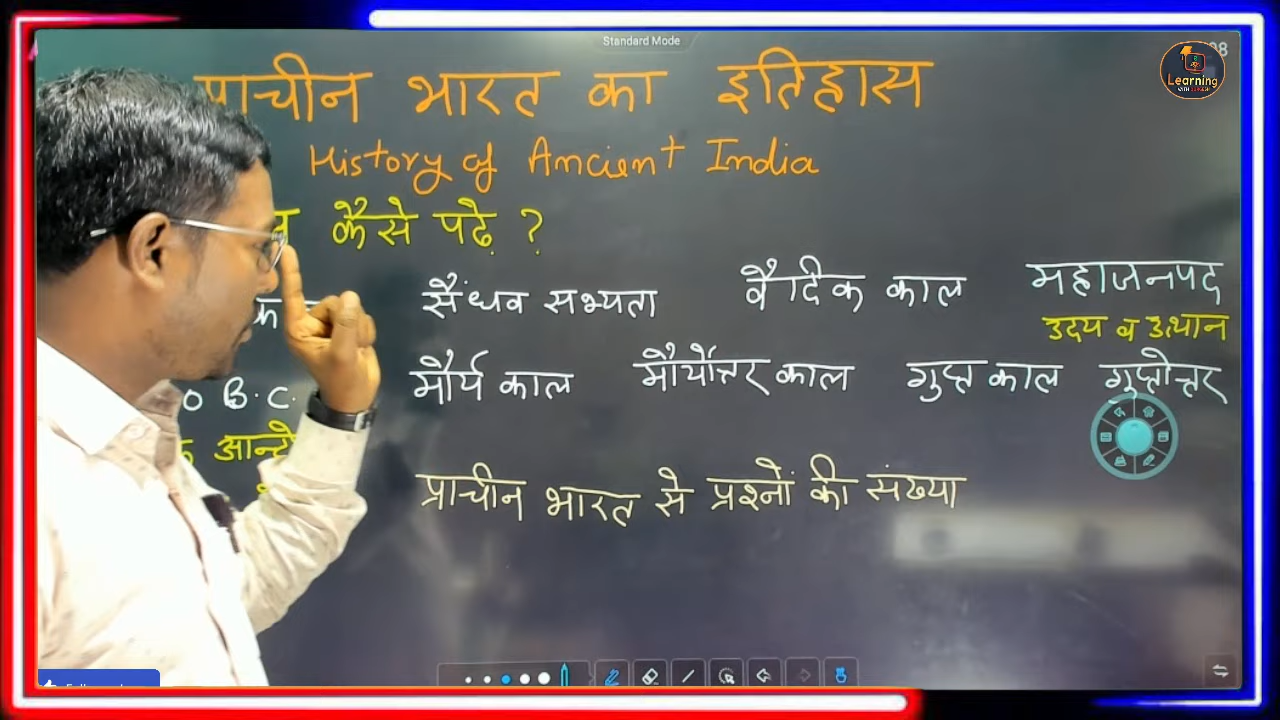 Standard Mode
Learning
प्राचीन भारत का इतिहास
History of Ancient India
कैसे पढ़े ?
सैंधव सभ्यता वैदिक काल महाजनपद
उदय व उत्थान
मौर्य काल मौर्योत्तर काल गुप्त काल गुप्तोत्तर
B.C.
प्राचीन भारत से प्रश्नों की संख्या